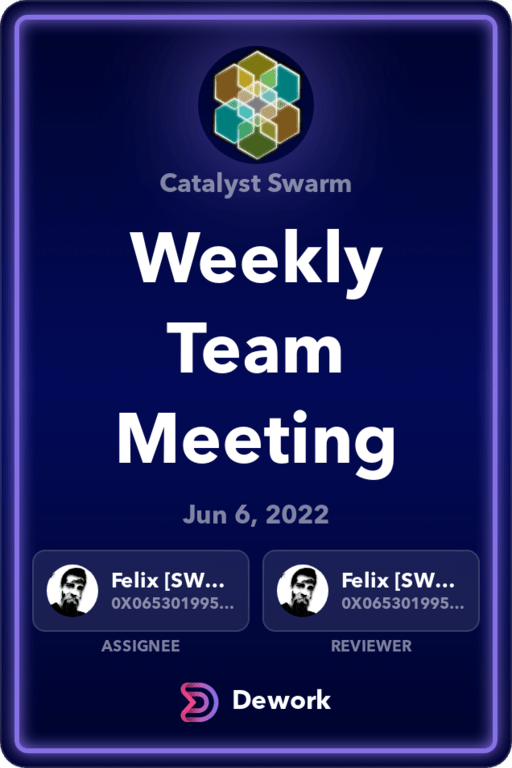 Catalyst Swarm
Weekly
Team
Meeting
Jun 6, 2022
Felix [SW...
0X065301995...
ASSIGNEE
Felix [SW...
0X065301995...
REVIEWER
Dework